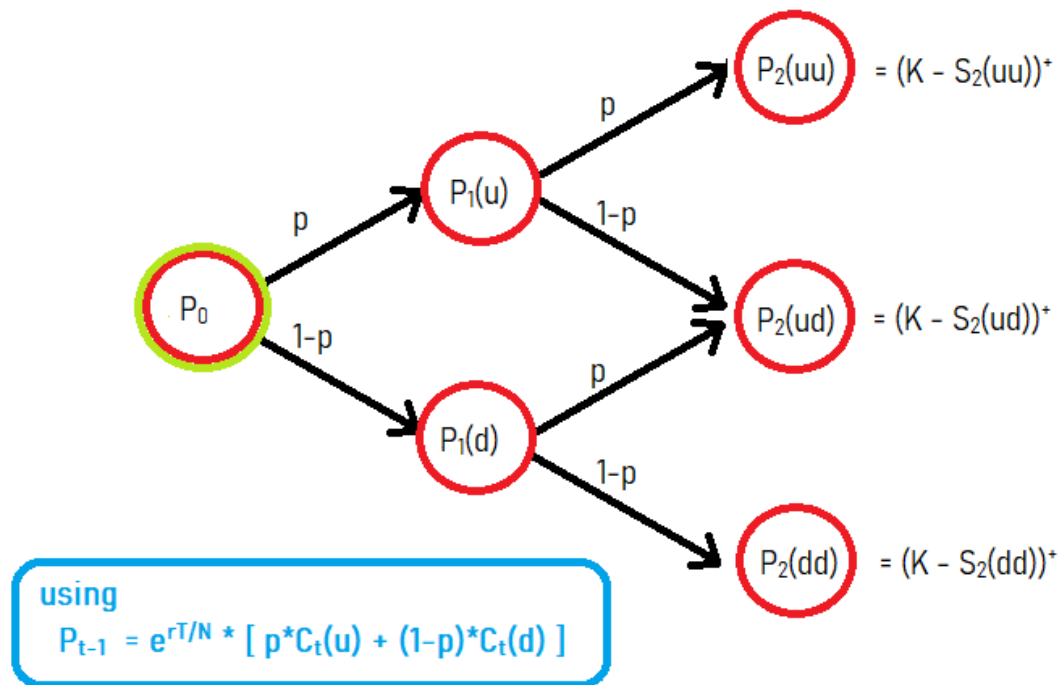 P₂(uu) = (K - S₂(uu))⁺
p
P₁(u)
p
1-p
P₀
P₂(ud) = (K - S₂(ud))⁺
1-p
p
P₁(d)
1-p
P₂(dd) = (K - S₂(dd))⁺
using
Pₜ₋₁ = e^rT/N * [ p*Cₜ(u) + (1-p)*Cₜ(d) ]